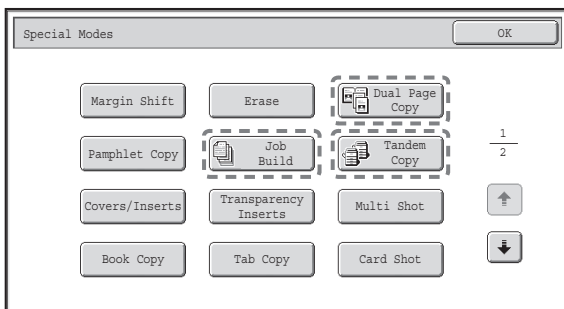 Special Modes
OK
Margin Shift
Erase
Dual Page
Copy
Pamphlet Copy
Job
Build
Tandem
Copy
1
2
Covers/Inserts
Transparency
Inserts
Multi Shot
Book Copy
Tab Copy
Card Shot